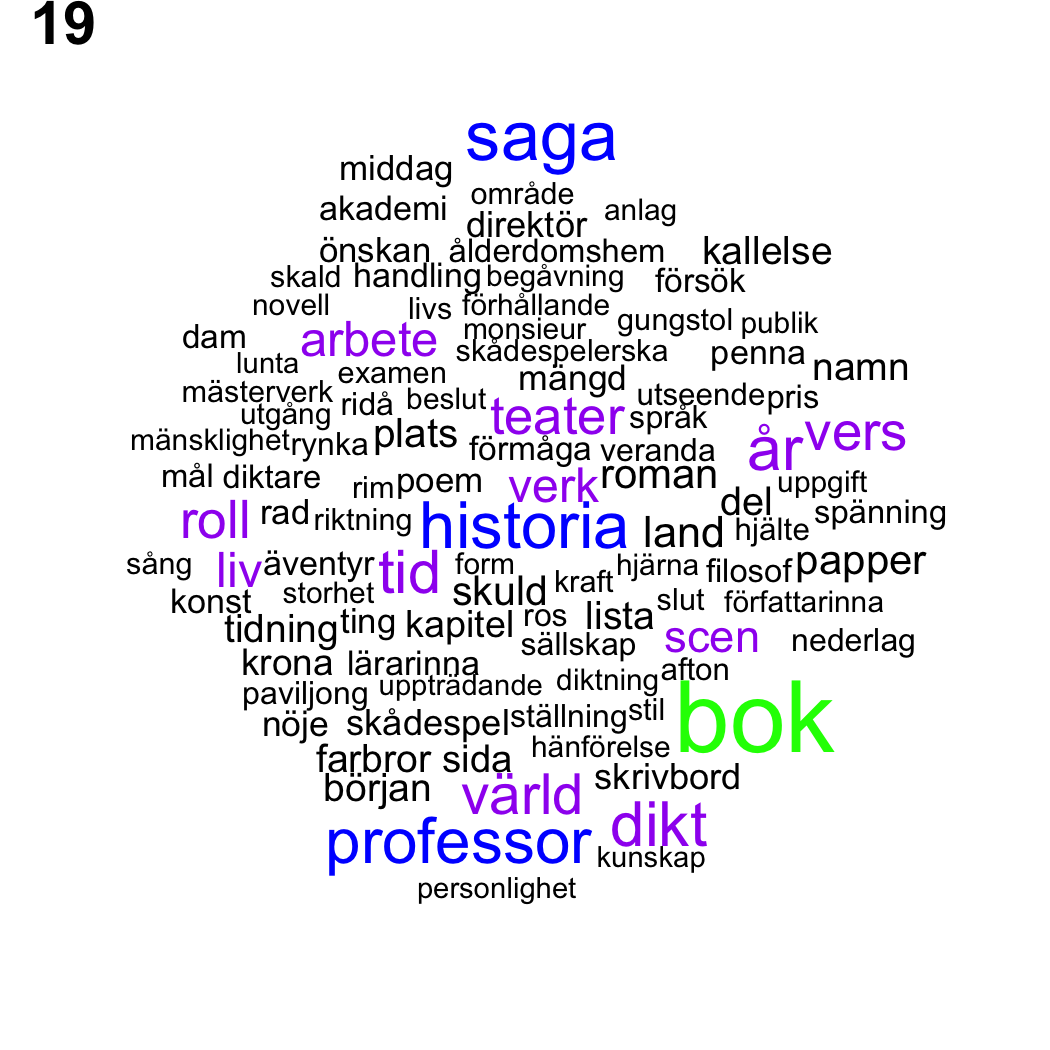 19
saga
middag
område
akademi
anlag
direktör
önskan ålderdomshem kallelse
skald handling begåvning försök
novell livs förhållande
gungstol publik
dam arbete monsieur
skådespelerska penna
lunta examen mängd namn
mästerverk utseende pris
utgång ridå beslut teater språk
mänsklighet rynka plats förmåga veranda år vers
mål diktare rim poem verk roman uppgift
roll rad riktning historia land del hjälte spänning
sång liv äventyr tid form hjärna filosof papper
konst storhet skuld kraft slut författarinna
tidning ting kapitel ros lista
sällskap scen nederlag
krona lärarinna afton
paviljong uppträdande diktning
nöje skådespel ställning stil bok
farbror sida hänförelse
början värld skrivbord
professor dikt
kunskap
personlighet